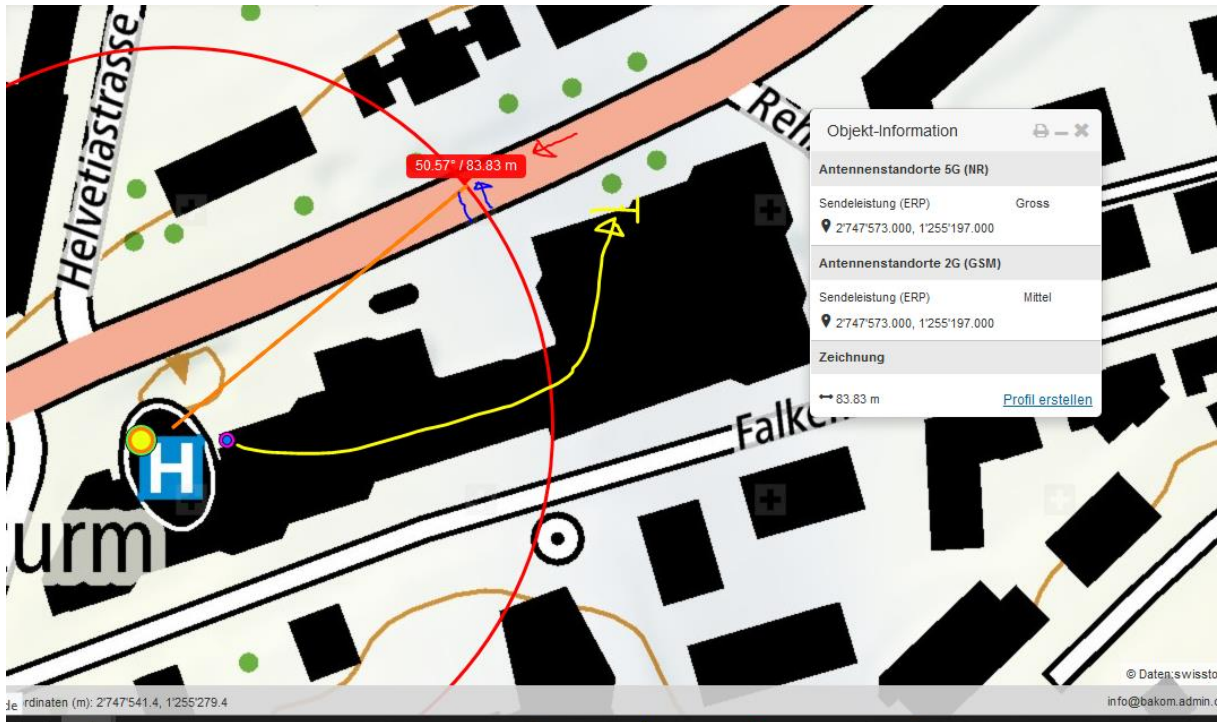 Helvetiastrasse
Reh
50.57° / 83.83 m
Objekt-Information
Antennenstandorte 5G (NR)
Sendeleistung (ERP) Gross
2'747'573.000, 1'255'197.000
Antennenstandorte 2G (GSM)
Sendeleistung (ERP) Mittel
2'747'573.000, 1'255'197.000
Zeichnung
83.83 m Profil erstellen
Falke
H
urm
© Daten:swissto
de rdinaten (m): 2'747'541.4, 1'255'279.4
info@bakom.admin.c